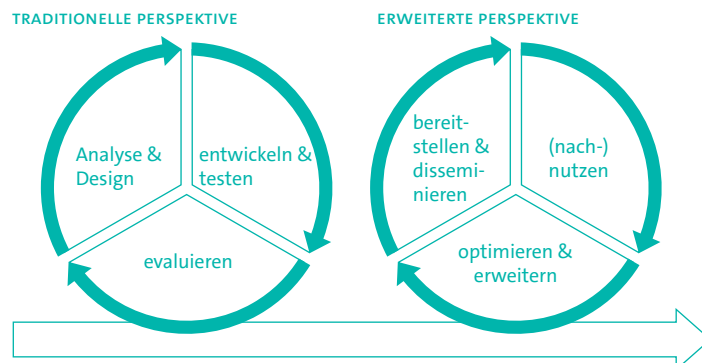 TRADITIONELLE PERSPEKTIVE
Analyse &
Design
entwickeln &
testen
evaluieren
ERWEITERTE PERSPEKTIVE
bereit-
stellen &
dissemi-
nieren
(nach-)
nutzen
optimieren &
erweitern